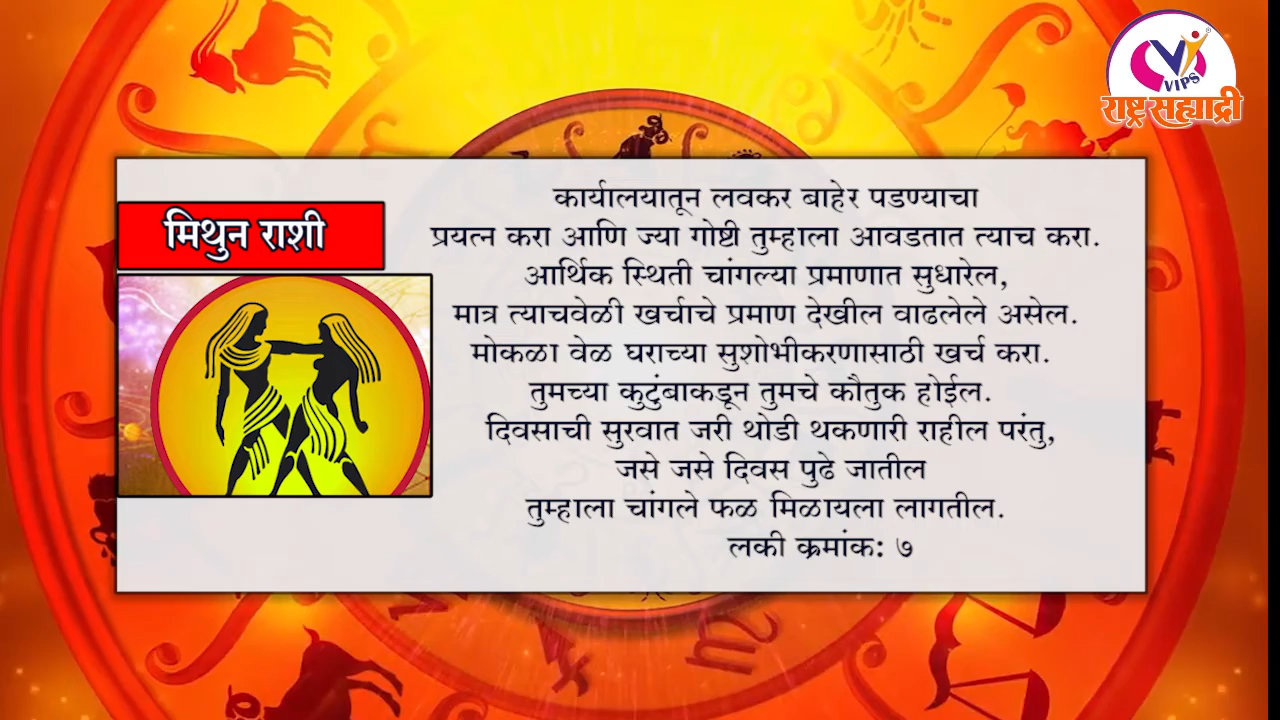 VIPS
राष्ट्र सह्याद्री
मिथुन राशी
कार्यालयातून लवकर बाहेर पडण्याचा
प्रयत्न करा आणि ज्या गोष्टी तुम्हाला आवडतात त्याच करा.
आर्थिक स्थिती चांगल्या प्रमाणात सुधारेल,
मात्र त्याचवेळी खर्चाचे प्रमाण देखील वाढलेले असेल.
मोकळा वेळ घराच्या सुशोभीकरणासाठी खर्च करा.
तुमच्या कुटुंबाकडून तुमचे कौतुक होईल.
दिवसाची सुरवात जरी थोडी थकणारी राहील परंतु,
जसे जसे दिवस पुढे जातील
तुम्हाला चांगले फळ मिळायला लागतील.
लकी क्रमांक: ७